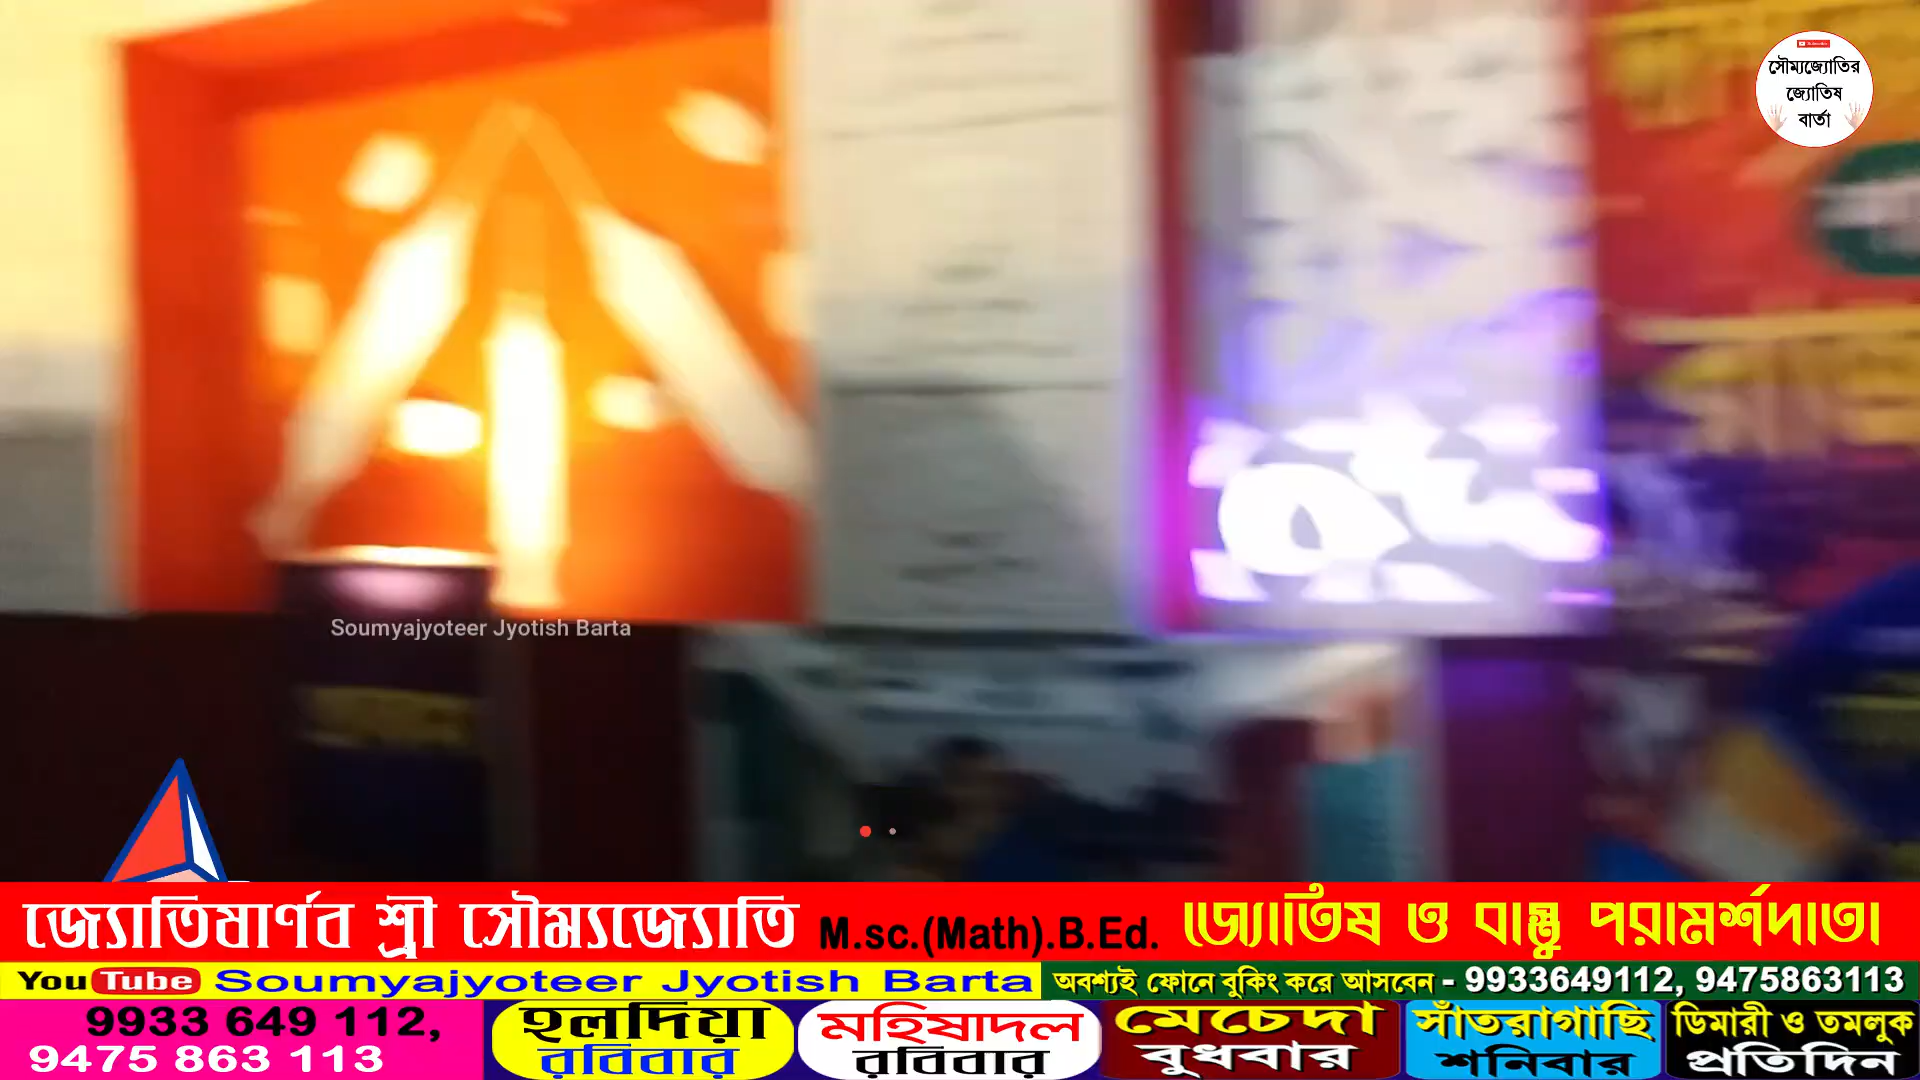 সৌম্যজ্যোতির
জ্যোতিষ
বার্তা
Soumyajyoteer Jyotish Barta
জ্যোতিষার্ণব শ্রী সৌম্যজ্যোতি M.sc.(Math).B.Ed. জ্যোতিষ ও বাস্তু পরামর্শদাতা
YouTube Soumyajyoteer Jyotish Barta অবশ্যই ফোনে বুকিং করে আসবেন - 9933649112, 9475863113
9933 649 112,
9475 863 113
হলদিয়া
রবিবার
মহিষাদল
রবিবার
মেচেদা
বুধবার
সাঁতরাগাছি
শনিবার
ডিমারী ও তমলুক
প্রতিদিন